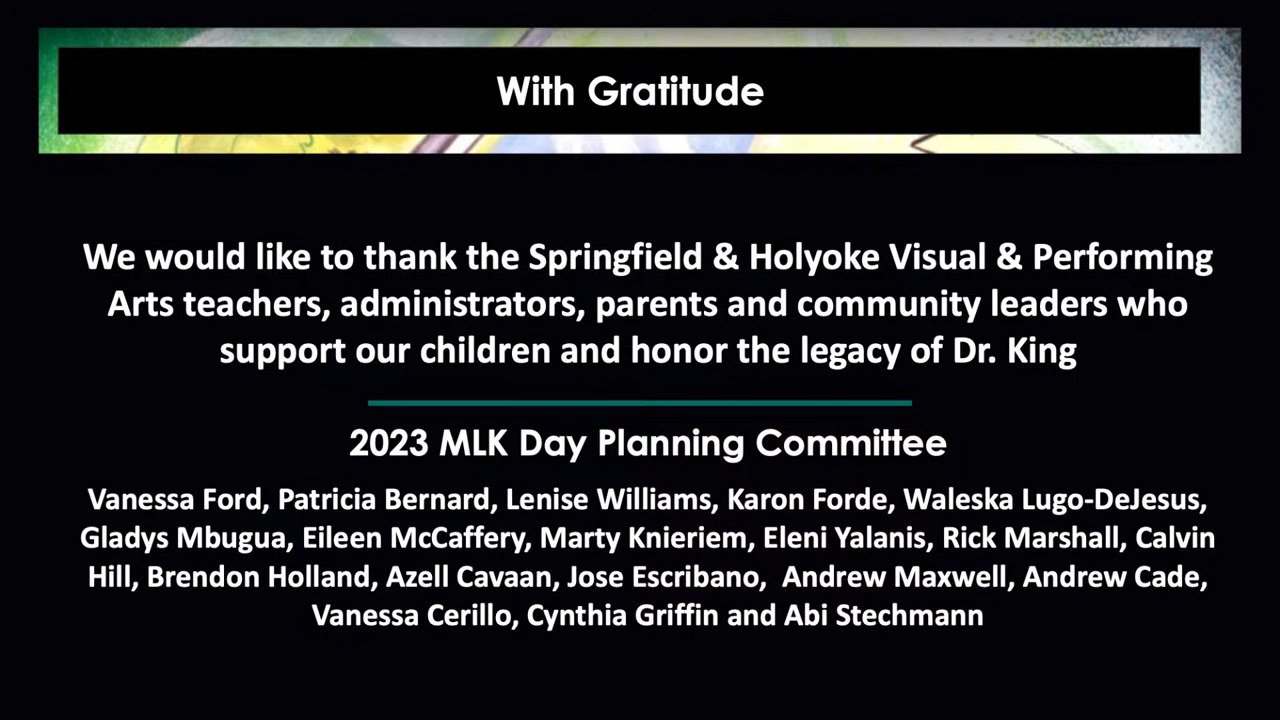 With Gratitude
We would like to thank the Springfield & Holyoke Visual & Performing
Arts teachers, administrators, parents and community leaders who
support our children and honor the legacy of Dr. King
2023 MLK Day Planning Committee
Vanessa Ford, Patricia Bernard, Lenise Williams, Karon Forde, Waleska Lugo-DeJesus,
Gladys Mbugua, Eileen McCaffery, Marty Knieriem, Eleni Yalanis, Rick Marshall, Calvin
Hill, Brendon Holland, Azell Cavaan, Jose Escribano,  Andrew Maxwell, Andrew Cade,
Vanessa Cerillo, Cynthia Griffin and Abi Stechmann